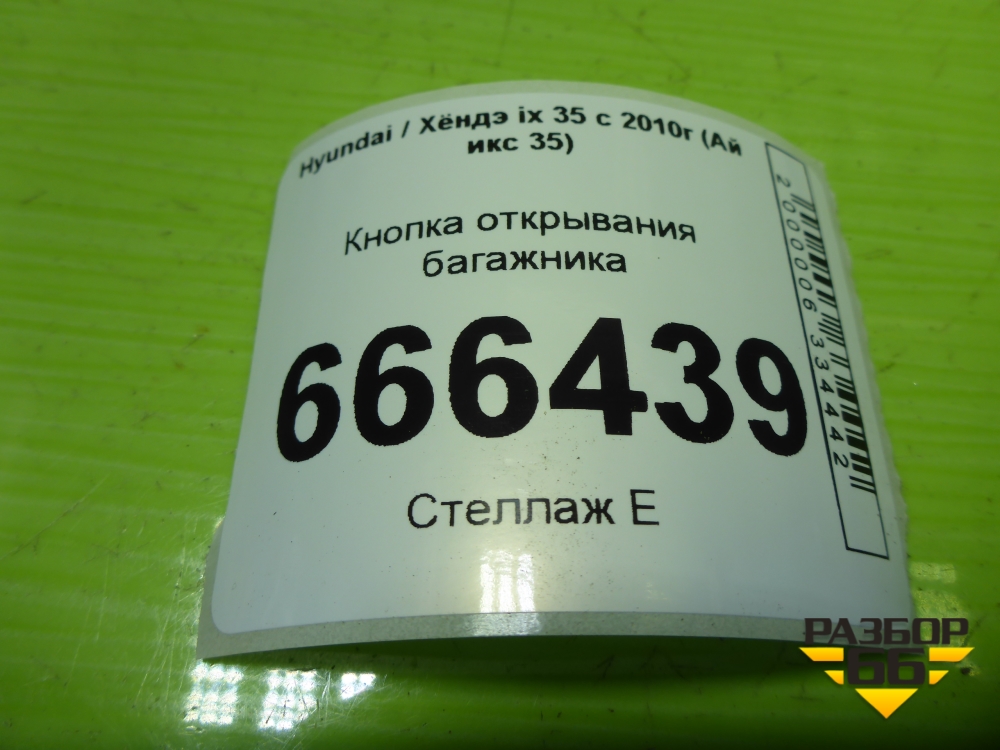 Hyundai / Хёндэ ix 35 с 2010г (Ай
икс 35)
Кнопка открывания
багажника
666439
Стеллаж Е
2000006334442
РАЗБОР
66